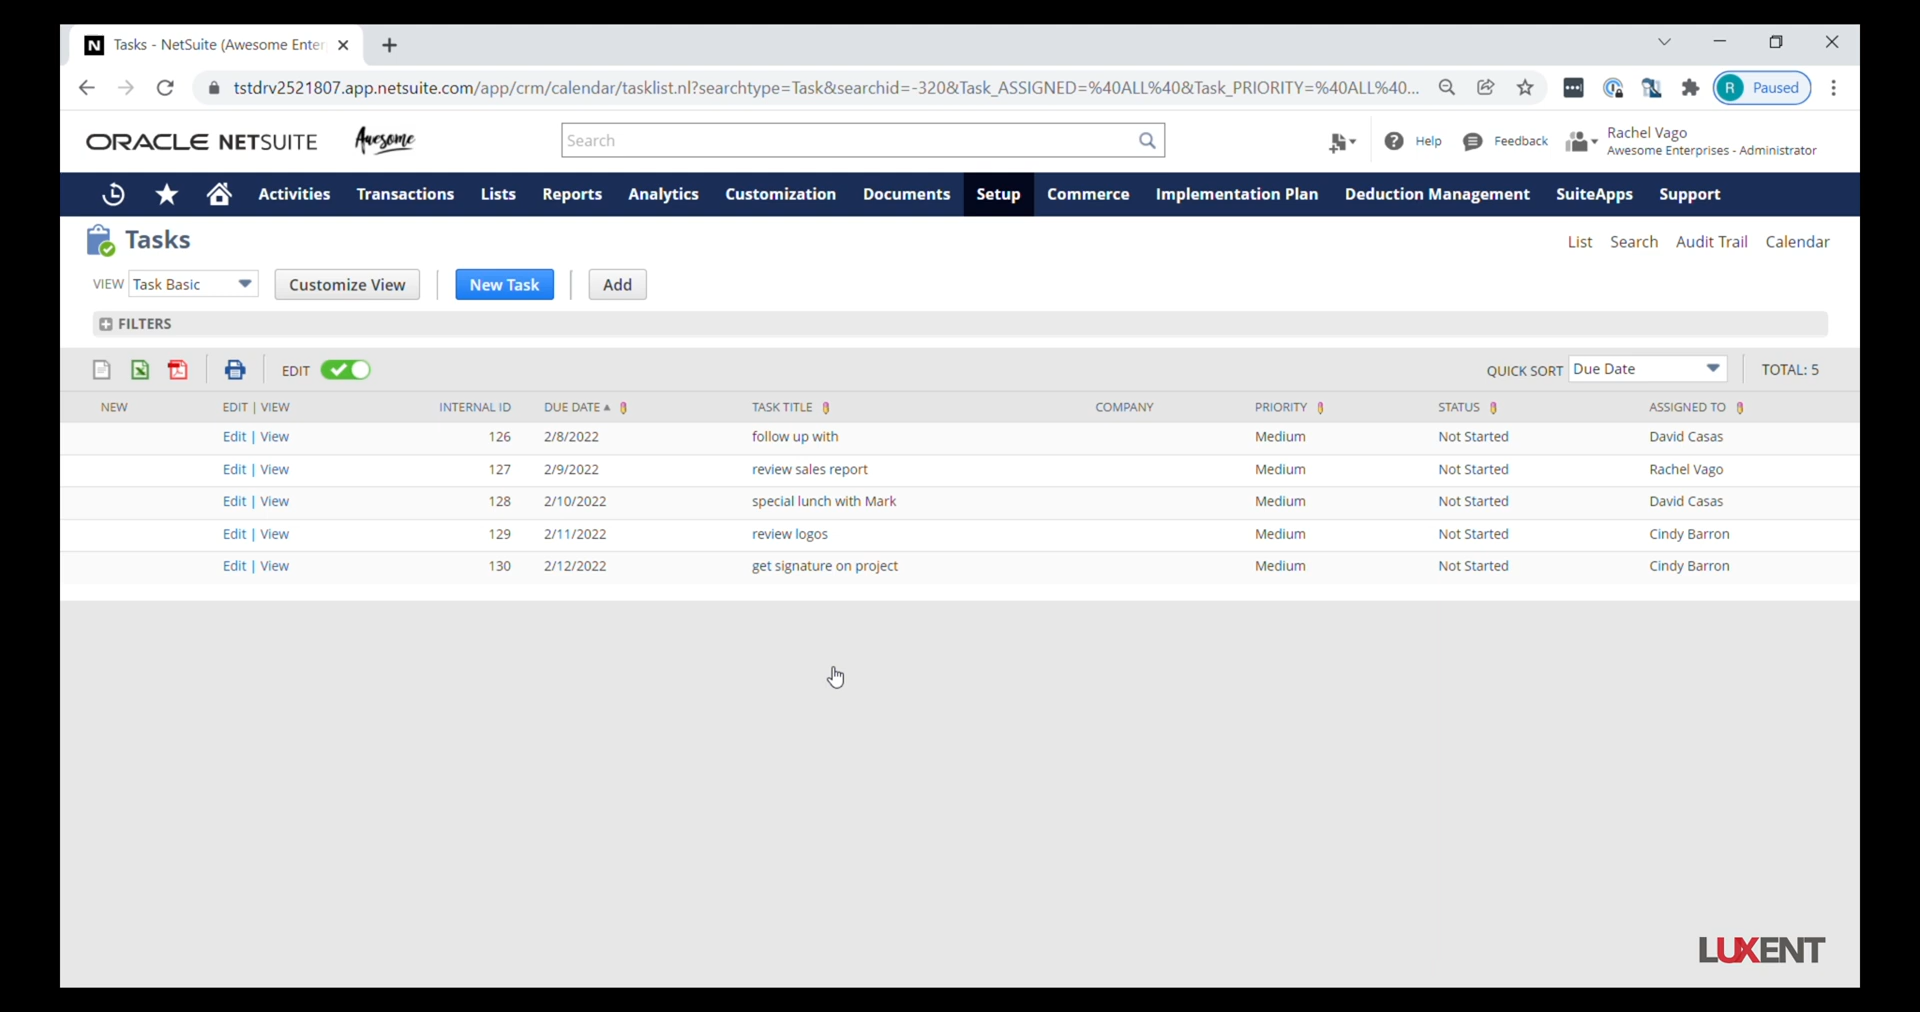 N Tasks - NetSuite (Awesome Enter
tstdrv2521807.app.netsuite.com/app/crm/calendar/tasklist.nl?searchtype=Task&searchid=-320&Task_ASSIGNED=%40ALL%40&Task_PRIORITY=%40ALL%40... R Paused
ORACLE NETSUITE Awesome Search Help Feedback Rachel Vago
Awesome Enterprises - Administrator
Activities Transactions Lists Reports Analytics Customization Documents Setup Commerce Implementation Plan Deduction Management SuiteApps Support
Tasks List Search Audit Trail Calendar
VIEW Task Basic Customize View New Task Add
FILTERS
EDIT QUICK SORT Due Date TOTAL: 5
NEW EDIT | VIEW INTERNAL ID DUE DATE TASK TITLE COMPANY PRIORITY STATUS ASSIGNED TO
Edit | View 126 2/8/2022 follow up with Medium Not Started David Casas
Edit | View 127 2/9/2022 review sales report Medium Not Started Rachel Vago
Edit | View 128 2/10/2022 special lunch with Mark Medium Not Started David Casas
Edit | View 129 2/11/2022 review logos Medium Not Started Cindy Barron
Edit | View 130 2/12/2022 get signature on project Medium Not Started Cindy Barron
LUXENT